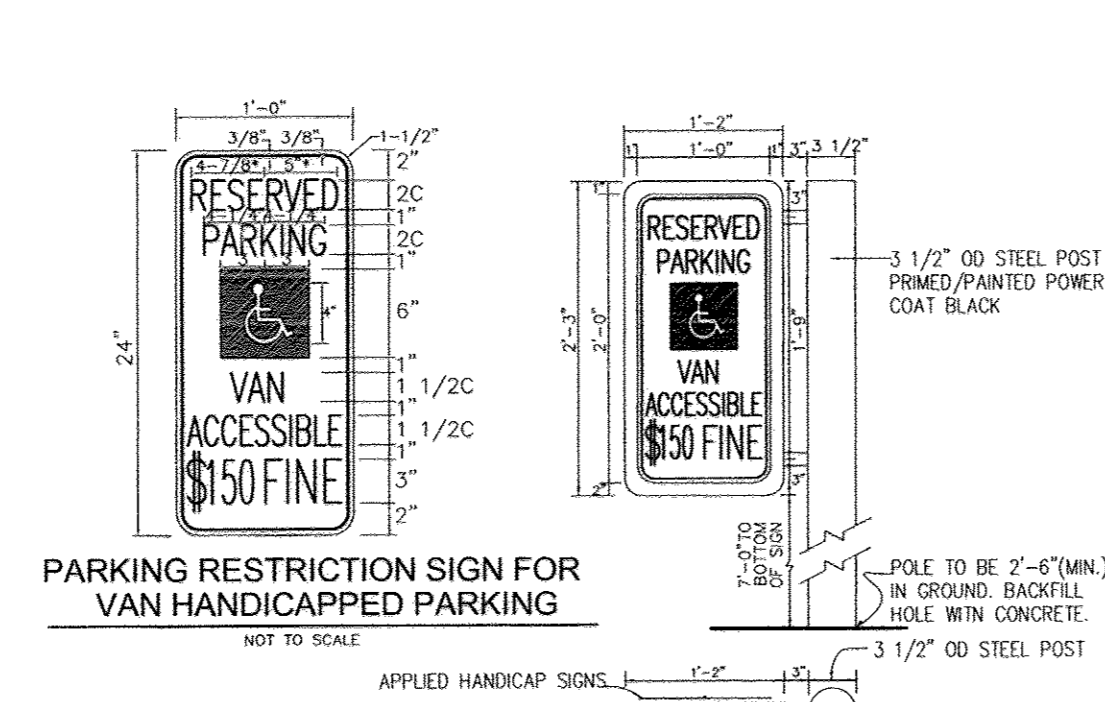 1'-0"
3/8" 3/8"
1-1/2"
4-7/8* 5"*
RESERVED
PARKING
3 3
4"
VAN
ACCESSIBLE
$150 FINE
24"
2"
2C
1"
2C
1"
6"
1"
1 1/2C
1"
1 1/2C
1"
3"
2"
PARKING RESTRICTION SIGN FOR
VAN HANDICAPPED PARKING
NOT TO SCALE
1'-2"
1'-0" 1" 3" 3 1/2"
1"
3"
RESERVED
PARKING
VAN
ACCESSIBLE
$150 FINE
2'-3"
2'-0"
1'-9"
2"
3"
3 1/2" OD STEEL POST
PRIMED/PAINTED POWER
COAT BLACK
7'-0" TO
BOTTOM
OF SIGN
POLE TO BE 2'-6"(MIN.)
IN GROUND. BACKFILL
HOLE WITN CONCRETE.
3 1/2" OD STEEL POST
APPLIED HANDICAP SIGNS
1'-2" 3"